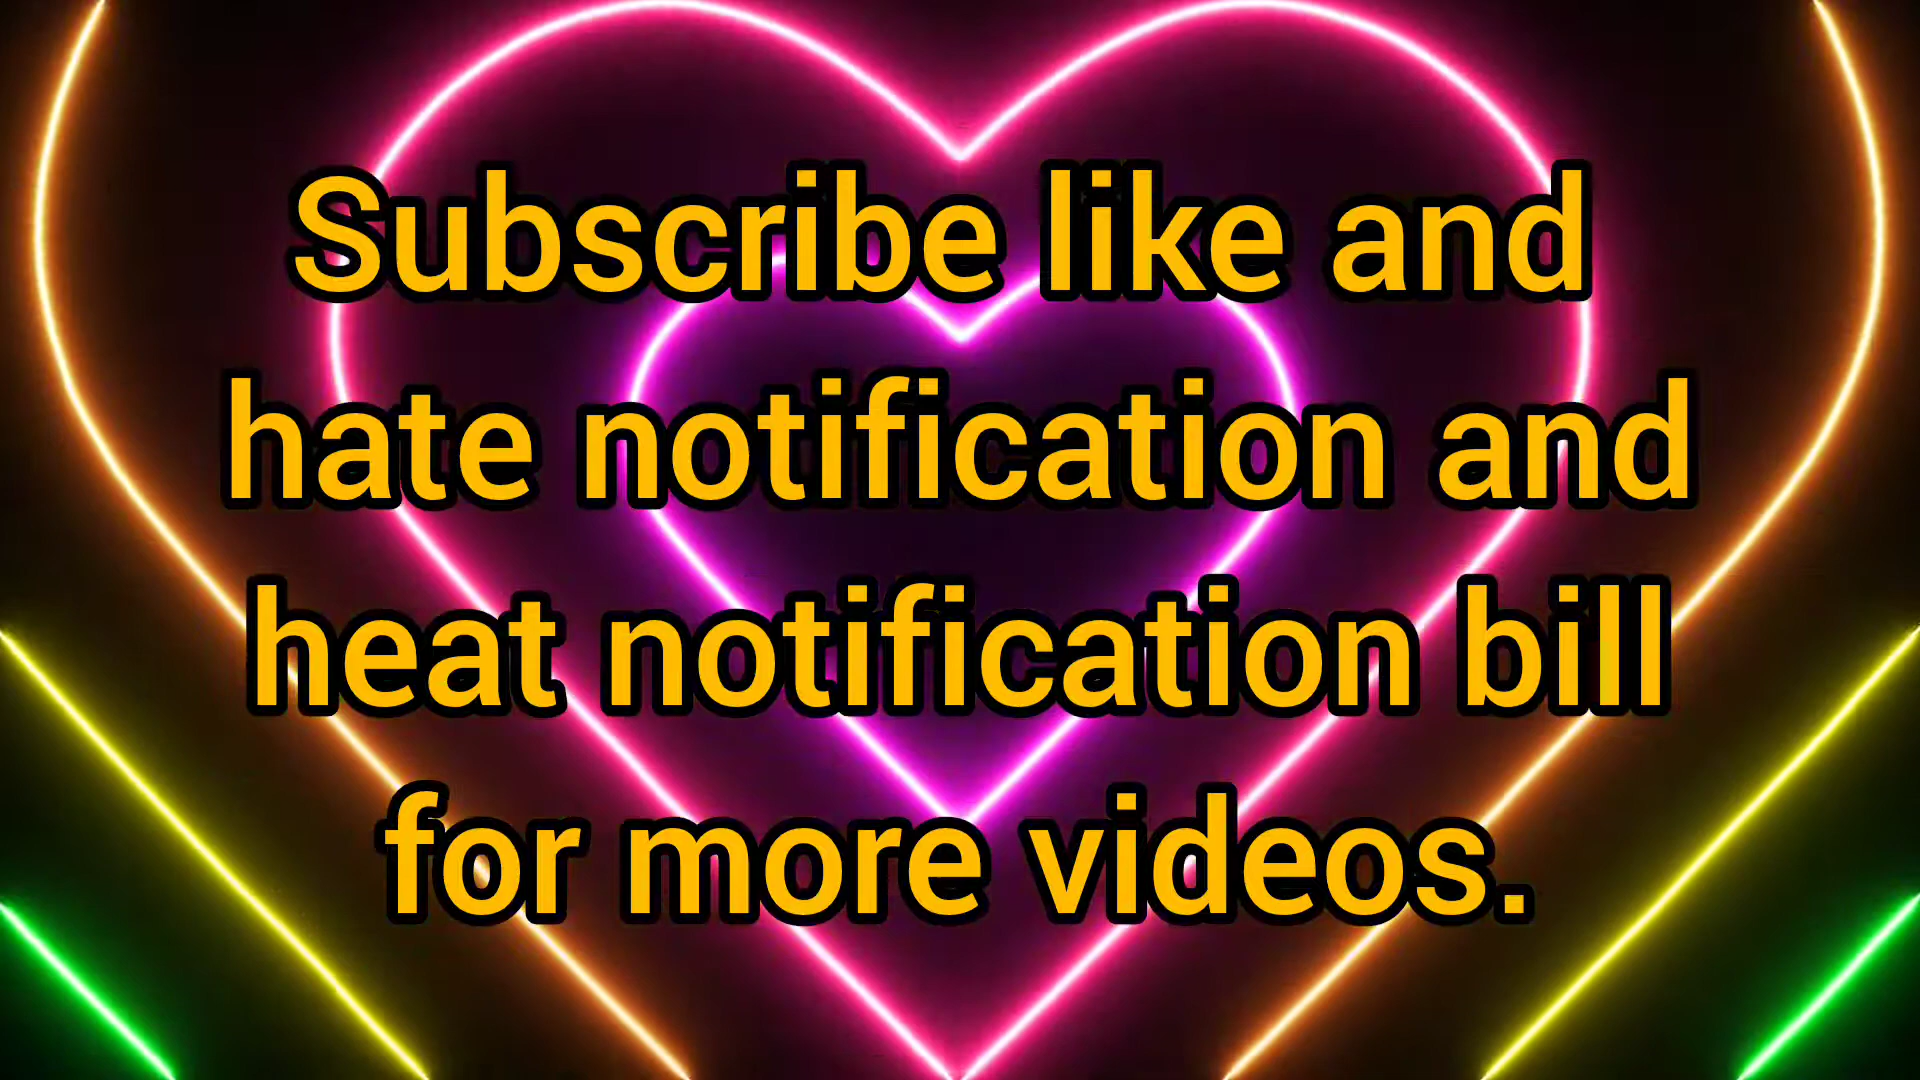 Subscribe like and
hate notification and
heat notification bill
for more videos.